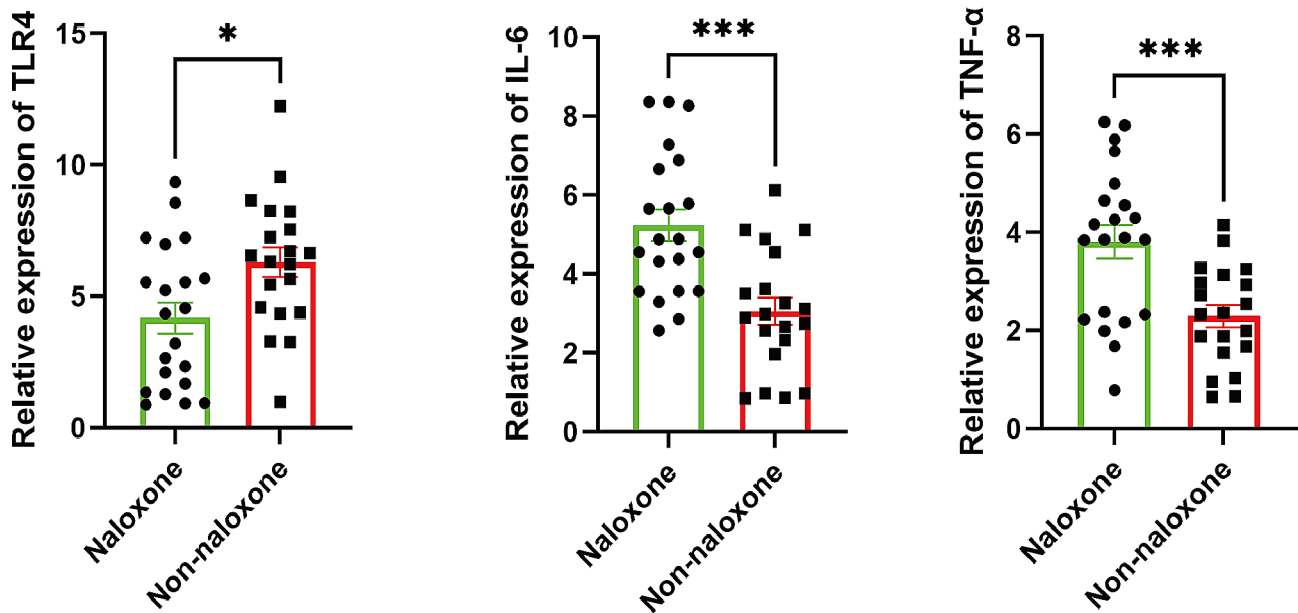 Relative expression of TLR4
15
10
5
0
*
Naloxone
Non-naloxone
Relative expression of IL-6
10
8
6
4
2
0
***
Naloxone
Non-naloxone
Relative expression of TNF-α
8
6
4
2
0
***
Naloxone
Non-naloxone